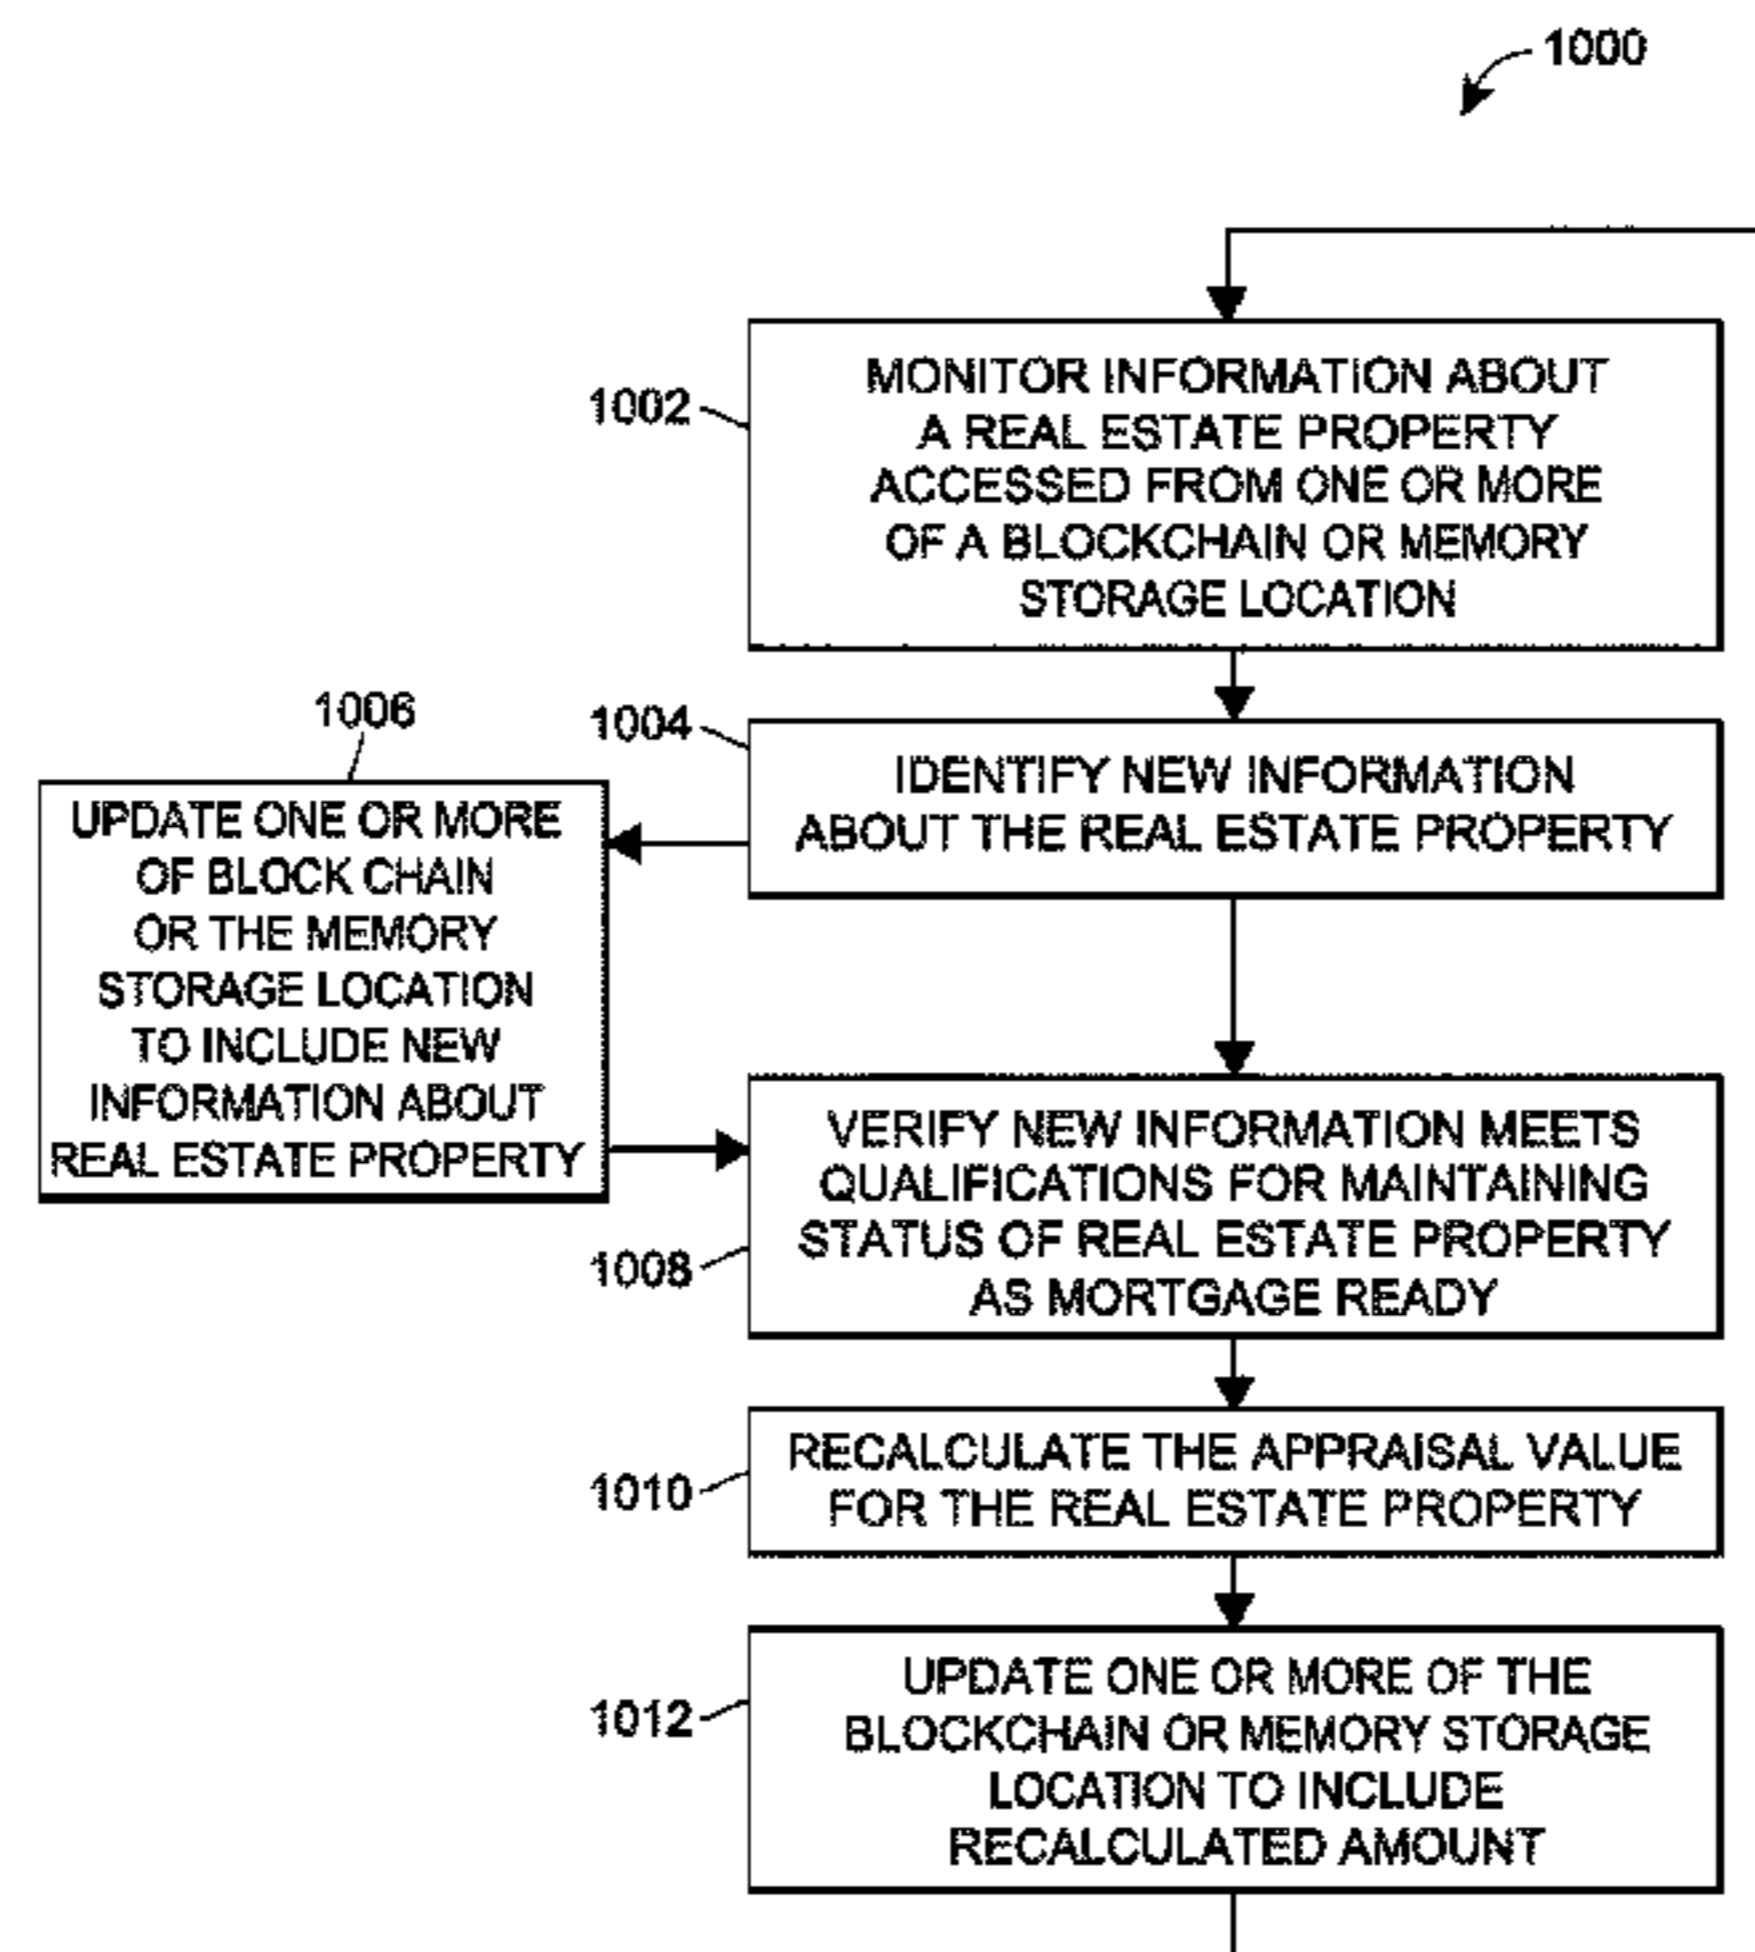 1000
1002
MONITOR INFORMATION ABOUT
A REAL ESTATE PROPERTY
ACCESSED FROM ONE OR MORE
OF A BLOCKCHAIN OR MEMORY
STORAGE LOCATION
1004
IDENTIFY NEW INFORMATION
ABOUT THE REAL ESTATE PROPERTY
1006
UPDATE ONE OR MORE
OF BLOCK CHAIN
OR THE MEMORY
STORAGE LOCATION
TO INCLUDE NEW
INFORMATION ABOUT
REAL ESTATE PROPERTY
1008
VERIFY NEW INFORMATION MEETS
QUALIFICATIONS FOR MAINTAINING
STATUS OF REAL ESTATE PROPERTY
AS MORTGAGE READY
1010
RECALCULATE THE APPRAISAL VALUE
FOR THE REAL ESTATE PROPERTY
1012
UPDATE ONE OR MORE OF THE
BLOCKCHAIN OR MEMORY STORAGE
LOCATION TO INCLUDE
RECALCULATED AMOUNT